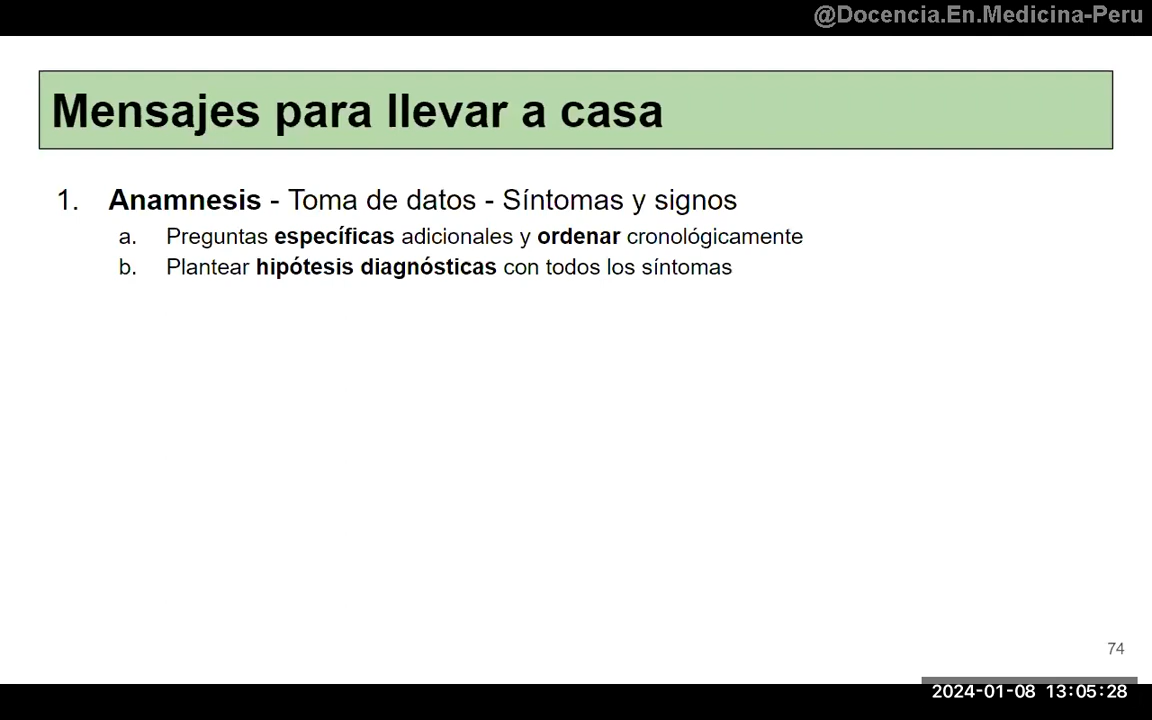 @Docencia.En.Medicina-Peru
Mensajes para llevar a casa
1. Anamnesis - Toma de datos - Síntomas y signos
a. Preguntas específicas adicionales y ordenar cronológicamente
b. Plantear hipótesis diagnósticas con todos los síntomas
74
2024-01-08 13:05:28